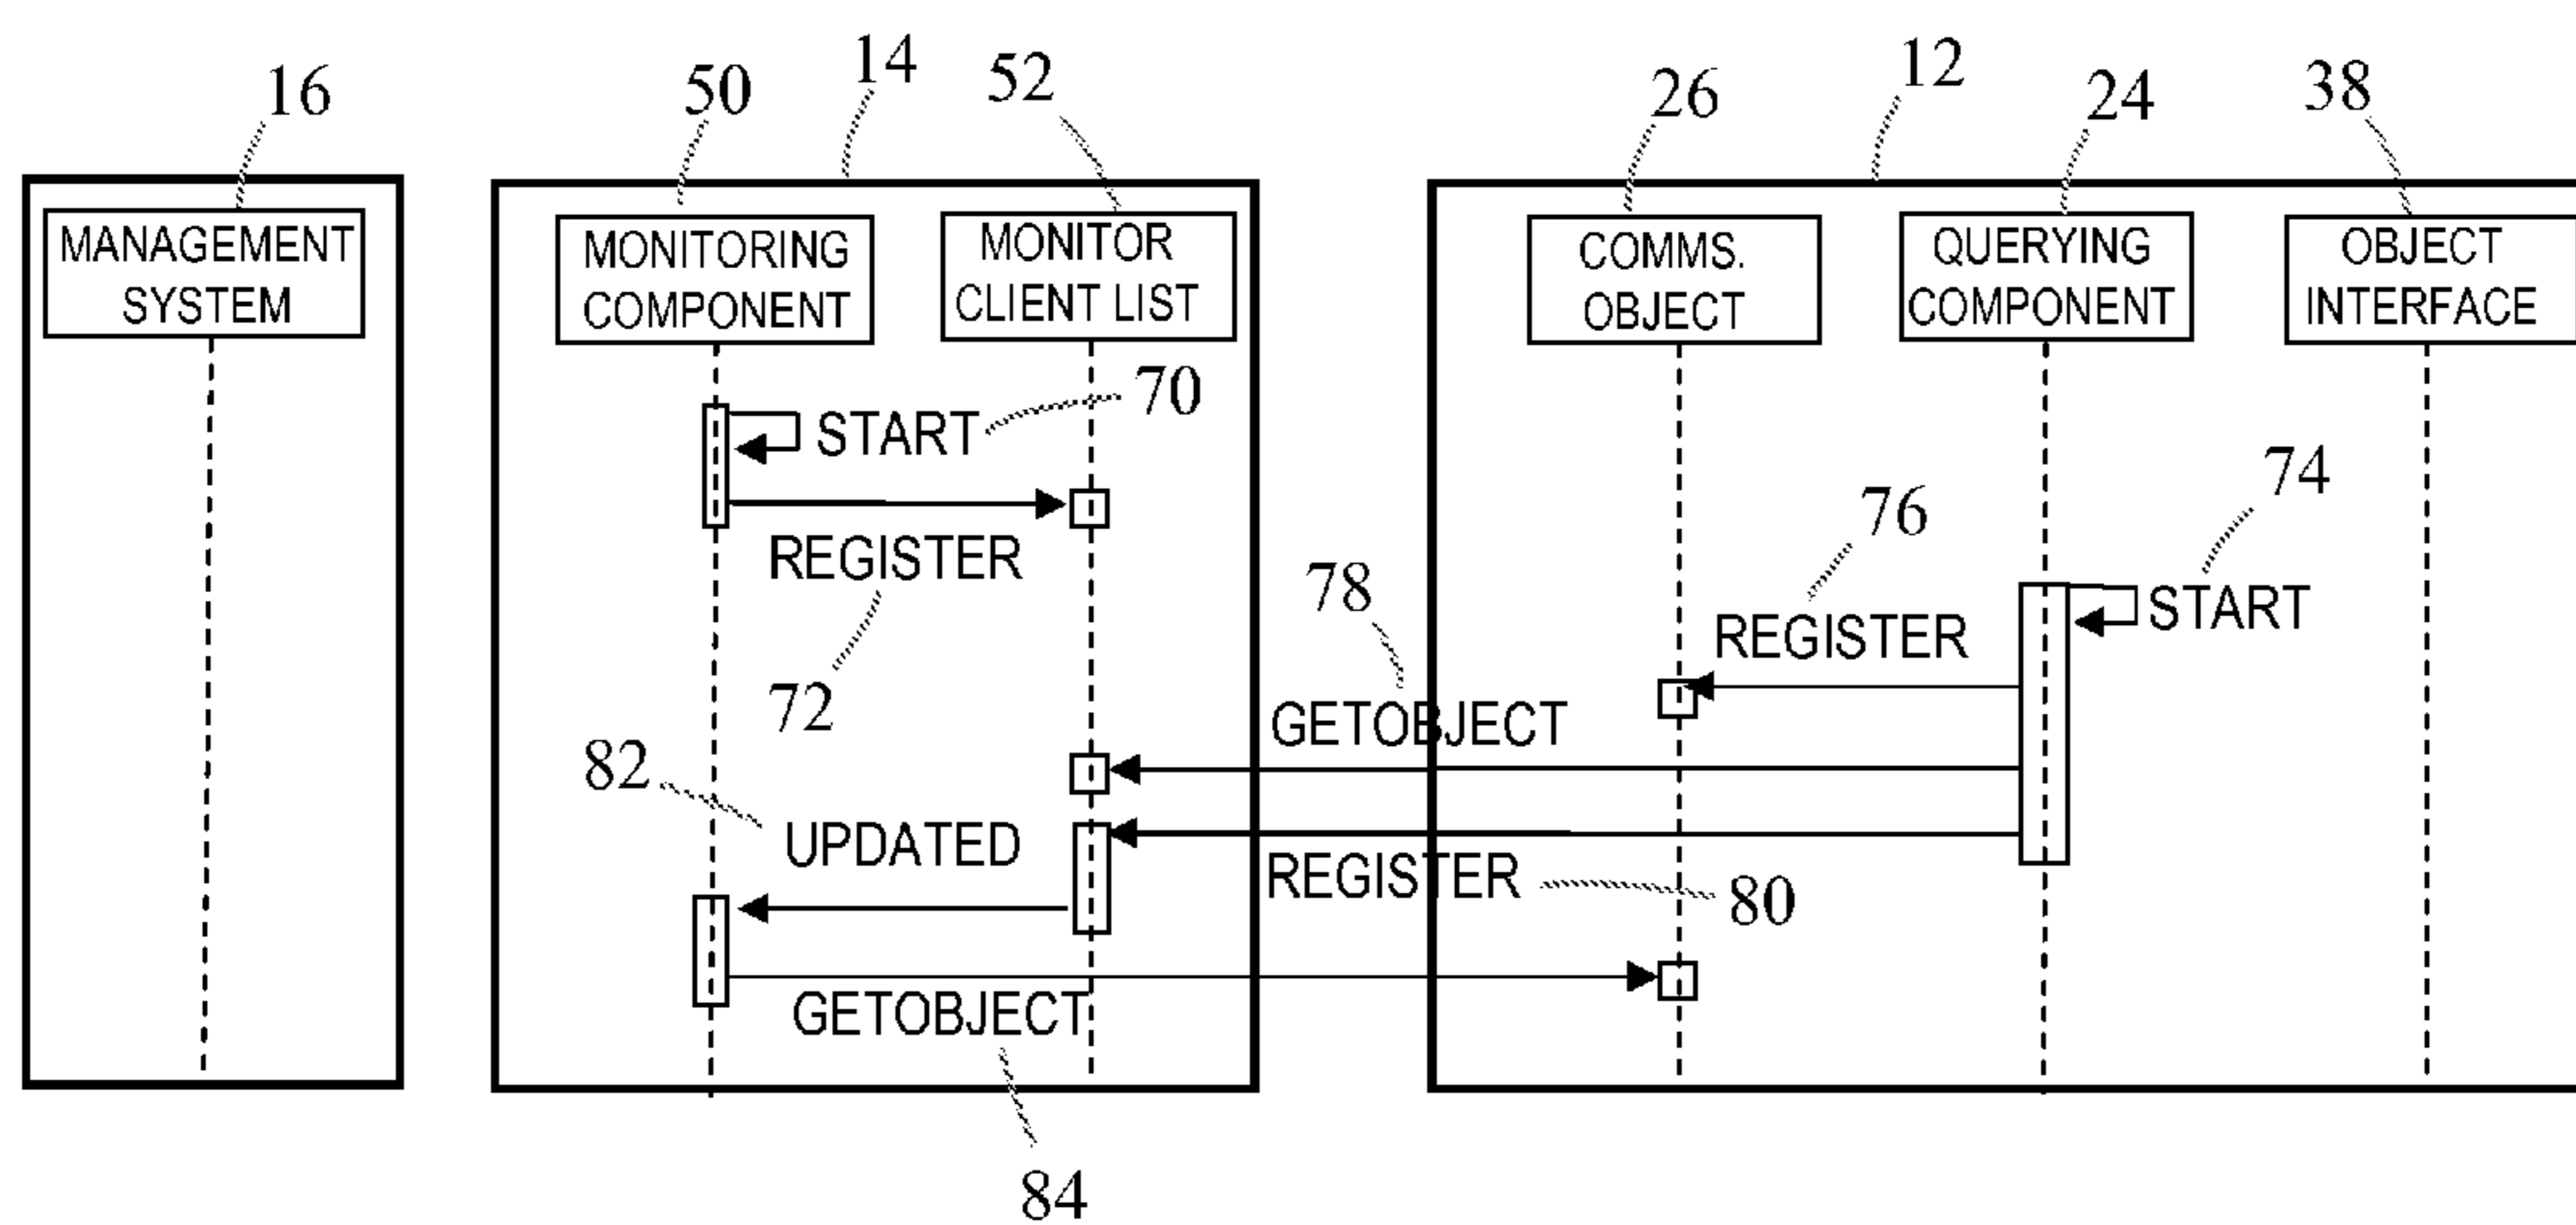 16
50
14
52
26
12
24
38
MANAGEMENT
SYSTEM
MONITORING
COMPONENT
MONITOR
CLIENT LIST
COMMS.
OBJECT
QUERYING
COMPONENT
OBJECT
INTERFACE
START
70
REGISTER
72
74
START
76
REGISTER
78
GETOBJECT
82
UPDATED
REGISTER
80
GETOBJECT
84